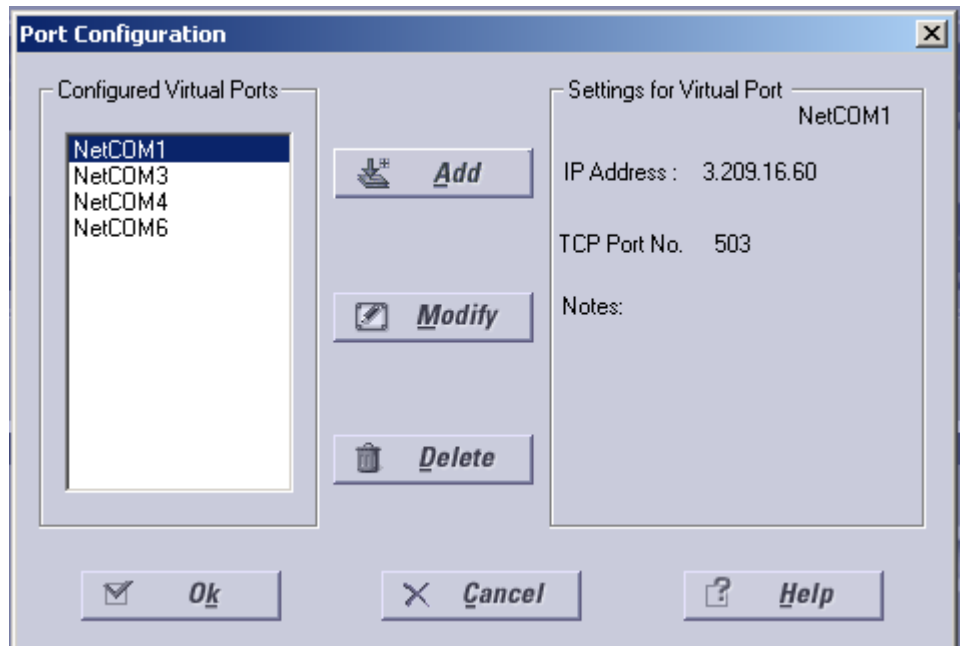 Port Configuration
Configured Virtual Ports
NetCOM1
NetCOM3
NetCOM4
NetCOM6
Add
Modify
Delete
Settings for Virtual Port
NetCOM1
IP Address : 3.209.16.60
TCP Port No. 503
Notes:
Ok
Cancel
Help